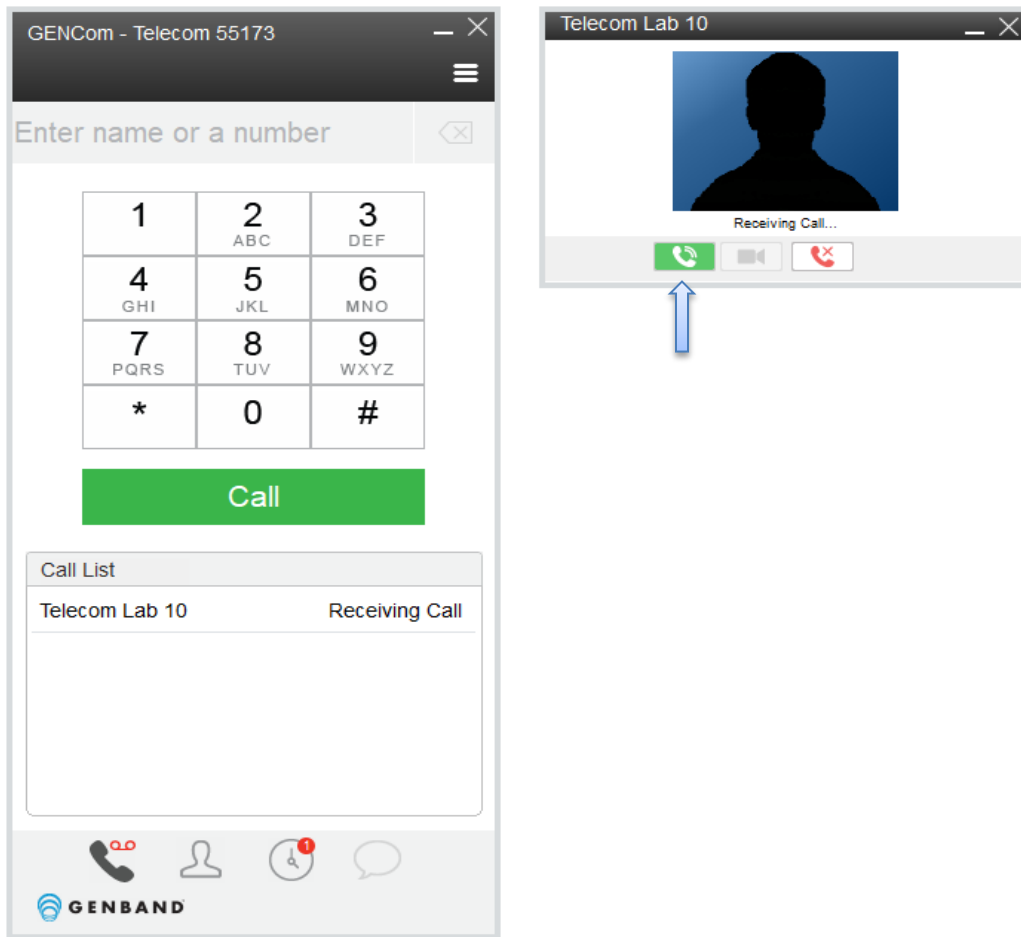 GENCom - Telecom 55173
Enter name or a number
1 2 3
ABC DEF
4 5 6
GHI JKL MNO
7 8 9
PQRS TUV WXYZ
* 0 #
Call
Call List
Telecom Lab 10 Receiving Call
1
GENBAND
Telecom Lab 10
Receiving Call...